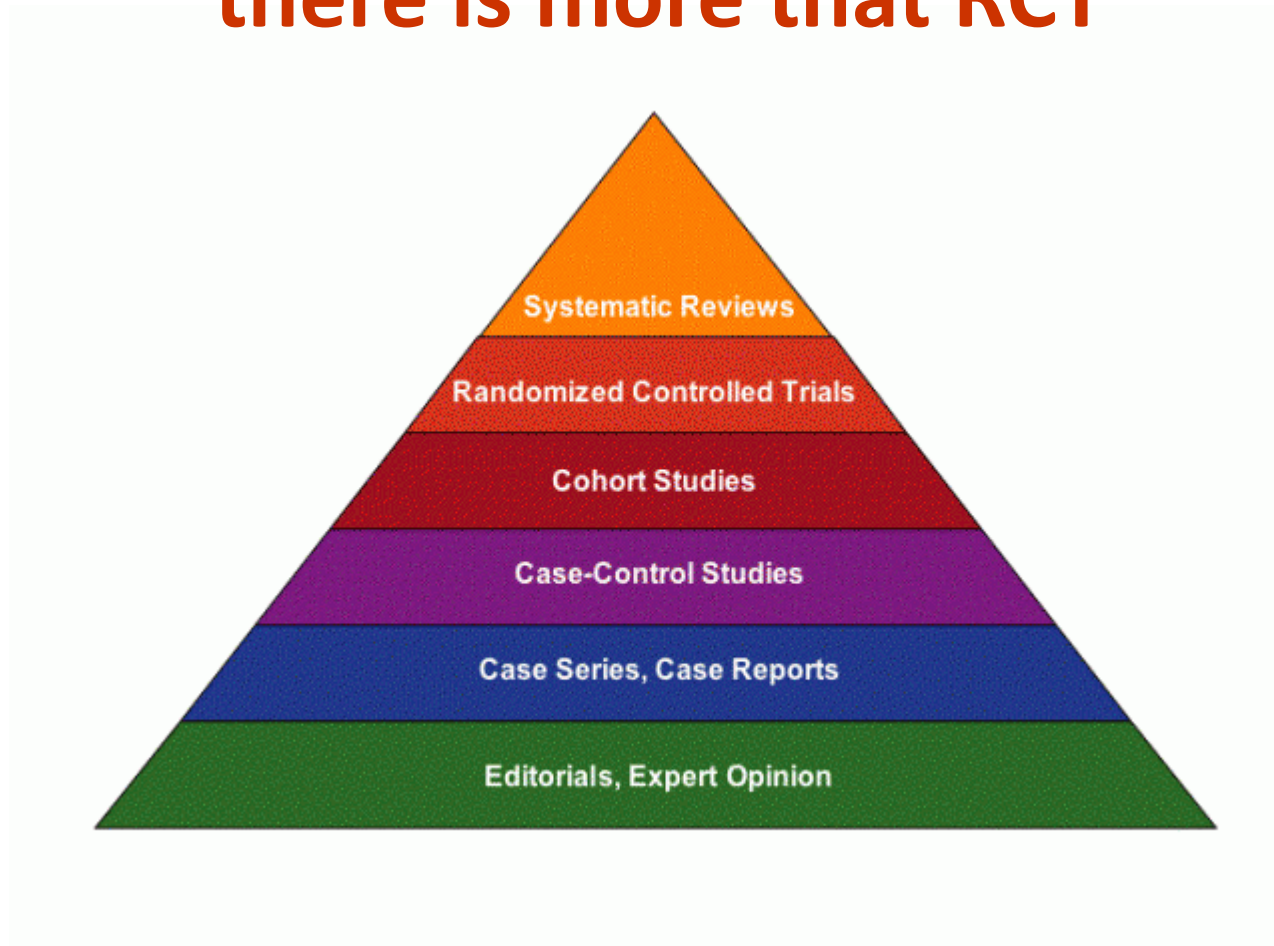 there is more that RCT
Systematic Reviews
Randomized Controlled Trials
Cohort Studies
Case-Control Studies
Case Series, Case Reports
Editorials, Expert Opinion